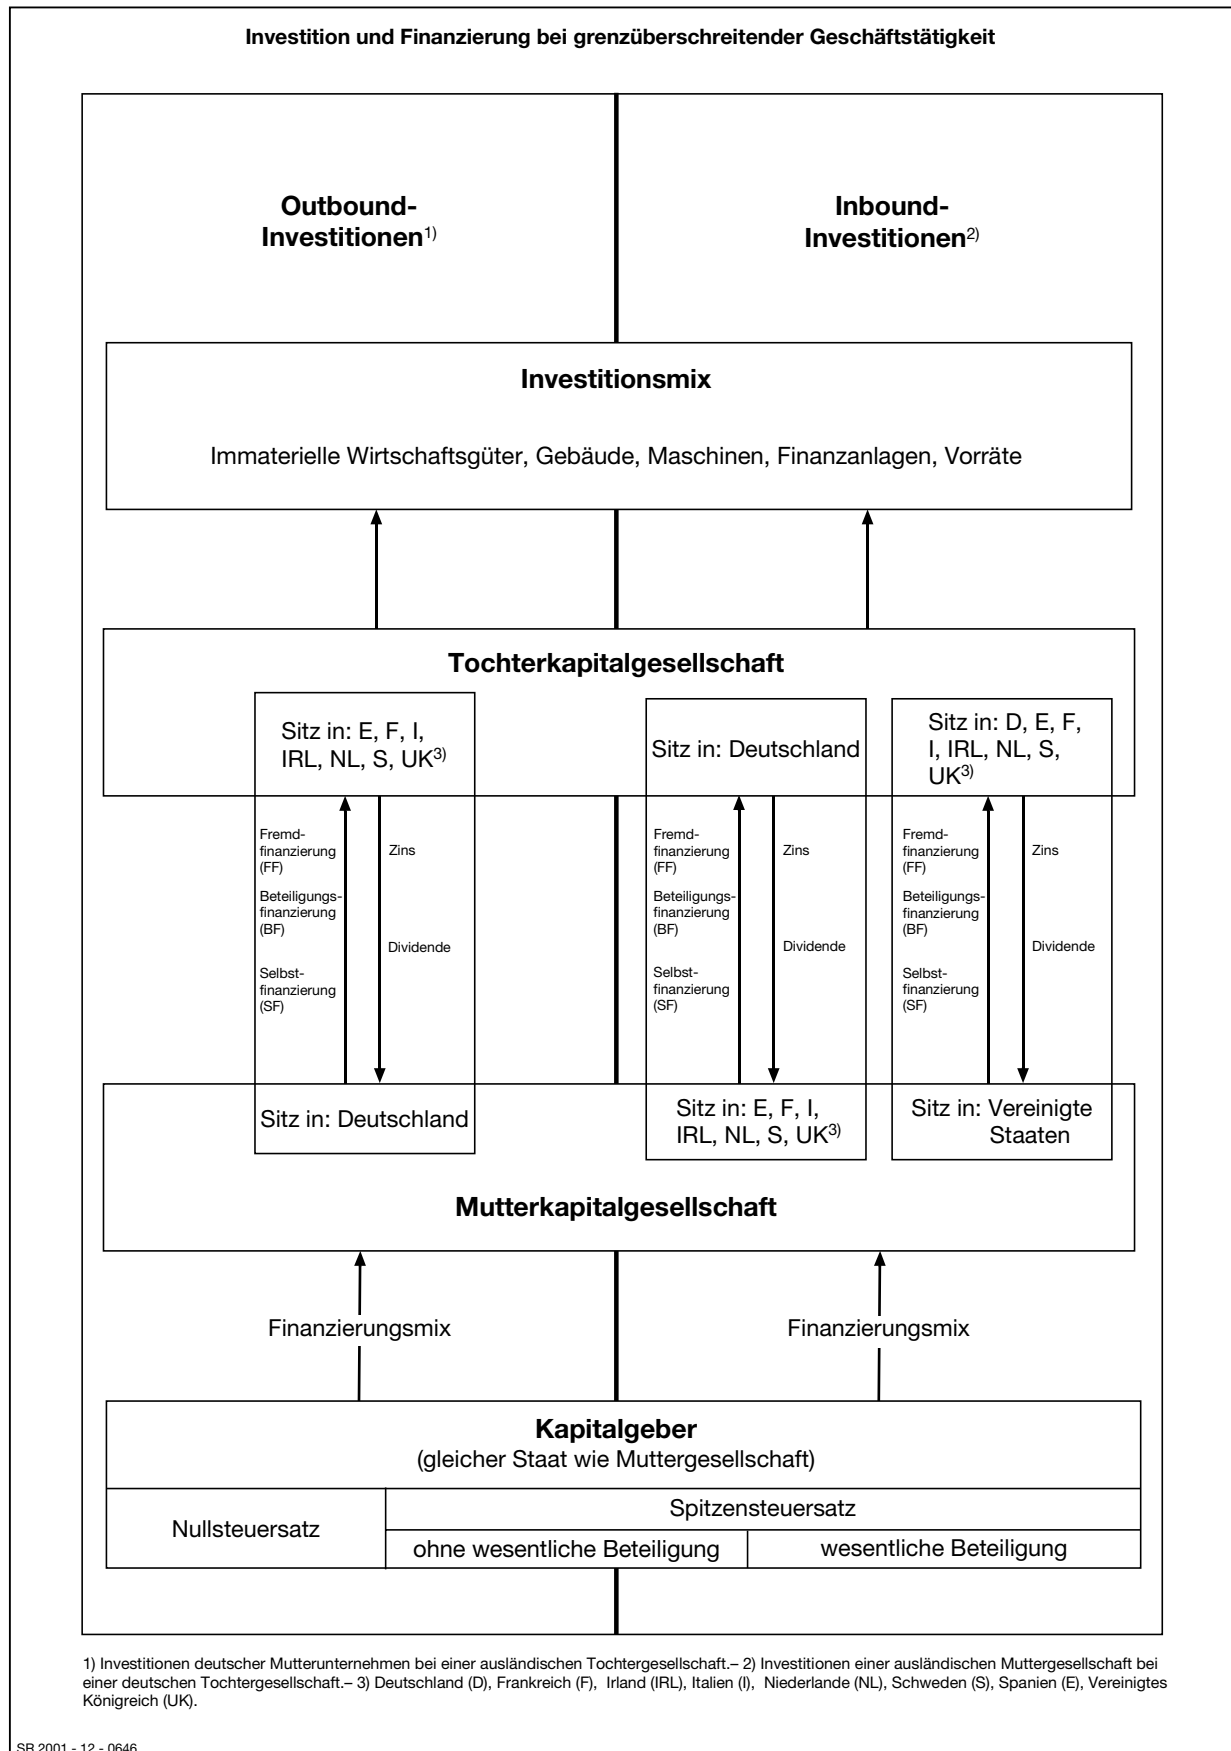 Investition und Finanzierung bei grenzüberschreitender Geschäftstätigkeit
Outbound-
Investitionen1)
Inbound-
Investitionen2)
Investitionsmix
Immaterielle Wirtschaftsgüter, Gebäude, Maschinen, Finanzanlagen, Vorräte
Tochterkapitalgesellschaft
Sitz in: E, F, I,
IRL, NL, S, UK3)
Sitz in: Deutschland
Sitz in: D, E, F,
I, IRL, NL, S,
UK3)
Fremd-
finanzierung
(FF)
Beteiligungs-
finanzierung
(BF)
Selbst-
finanzierung
(SF)
Zins
Dividende
Fremd-
finanzierung
(FF)
Beteiligungs-
finanzierung
(BF)
Selbst-
finanzierung
(SF)
Zins
Dividende
Fremd-
finanzierung
(FF)
Beteiligungs-
finanzierung
(BF)
Selbst-
finanzierung
(SF)
Zins
Dividende
Sitz in: Deutschland
Sitz in: E, F, I,
IRL, NL, S, UK3)
Sitz in: Vereinigte
Staaten
Mutterkapitalgesellschaft
Finanzierungsmix
Finanzierungsmix
Kapitalgeber
(gleicher Staat wie Muttergesellschaft)
Nullsteuersatz
Spitzensteuersatz
ohne wesentliche Beteiligung
wesentliche Beteiligung
1) Investitionen deutscher Mutterunternehmen bei einer ausländischen Tochtergesellschaft.– 2) Investitionen einer ausländischen Muttergesellschaft bei
einer deutschen Tochtergesellschaft.– 3) Deutschland (D), Frankreich (F), Irland (IRL), Italien (I), Niederlande (NL), Schweden (S), Spanien (E), Vereinigtes
Königreich (UK).
SR 2001 - 12 - 0646